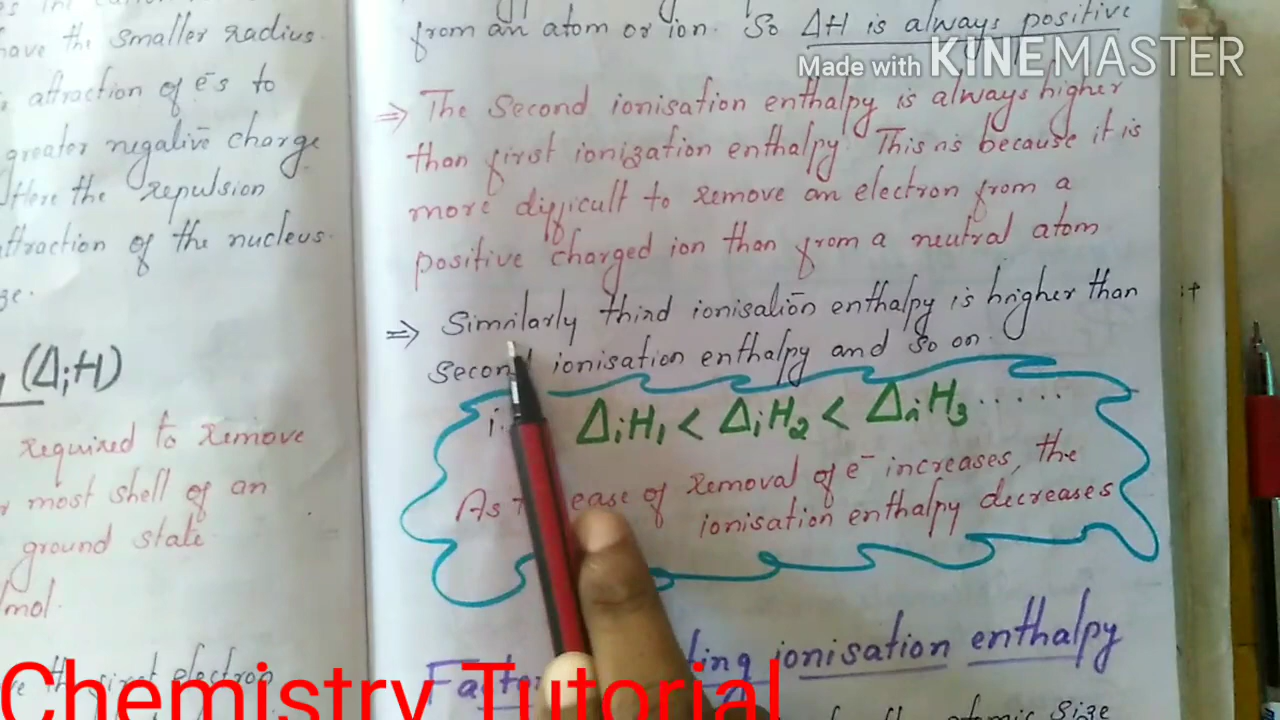 have the smaller radius.
attraction of e̅s to
greater negative charge
Here the repulsion
attraction of the nucleus.
(ΔiH)
required to remove
most shell of an
ground state
/mol.
the first electron
from an atom or ion. So ΔH is always positive
Made with KINEMASTER
⇒ The second ionisation enthalpy is always higher
than first ionization enthalpy. This is because it is
more difficult to remove an electron from a
positive charged ion than from a neutral atom
⇒ Similarly third ionisation enthalpy is higher than
second ionisation enthalpy and so on.
i. ΔiH1 < ΔiH2 < ΔiH3 ......
As ease of removal of e⁻ increases, the
ionisation enthalpy decreases
ionisation enthalpy
atomic size
Chemistry Tutorial